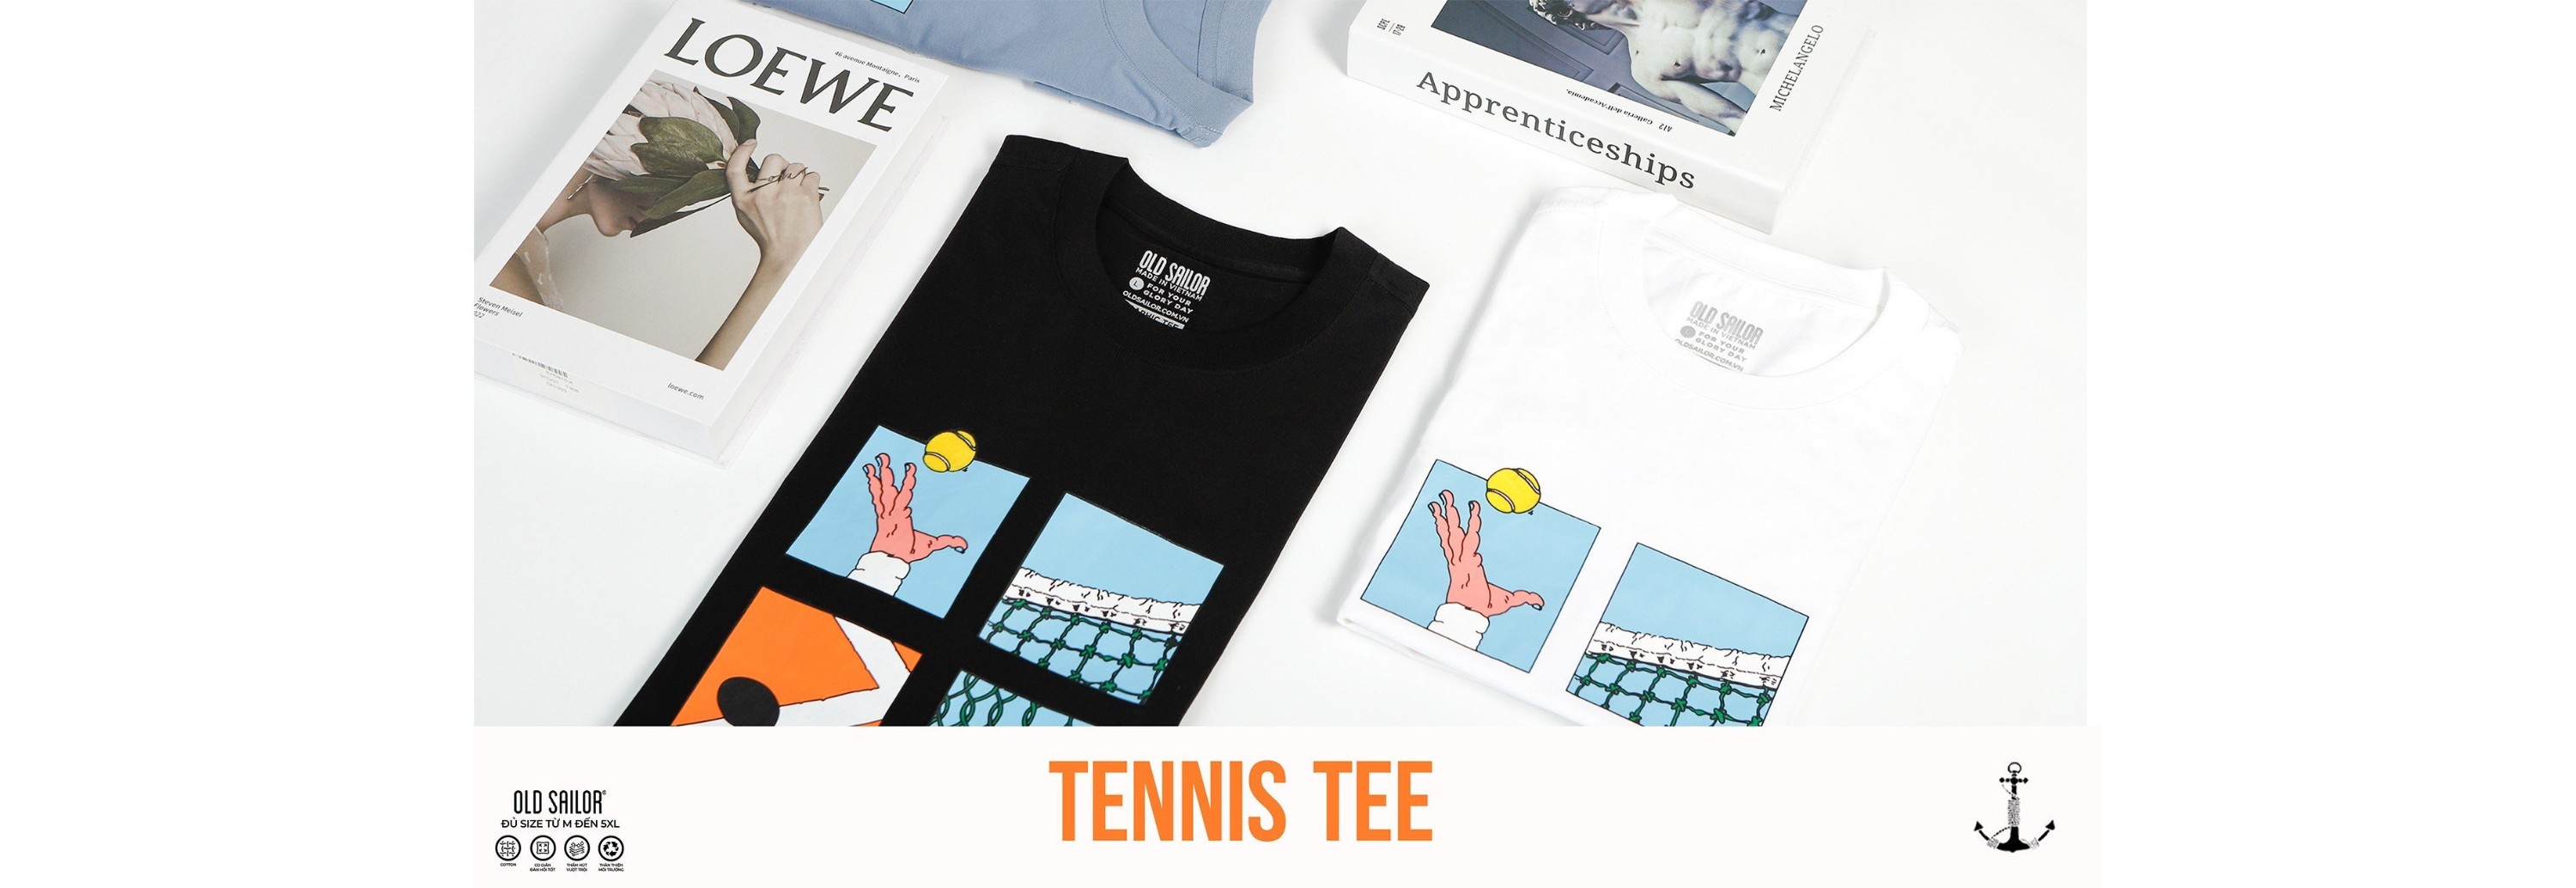 LOEWE
46 avenue Montaigne, Paris
Steven Meisel
Flowers
loewe.com
Apprenticeships
A12 Galleria dell'Accademia,
MICHELANGELO
OLD SAILOR
MADE IN VIETNAM
L
FOR YOUR
GLORY DAY
OLDSAILOR.COM.VN
OLD SAILOR
MADE IN VIETNAM
FOR YOUR
GLORY DAY
OLDSAILOR.COM.VN
TENNIS TEE
OLD SAILOR®
ĐỦ SIZE TỪ M ĐẾN 5XL
COTTON
CO GIÃN
ĐÀN HỒI TỐT
THẤM HÚT
VƯỢT TRỘI
THÂN THIỆN
MÔI TRƯỜNG